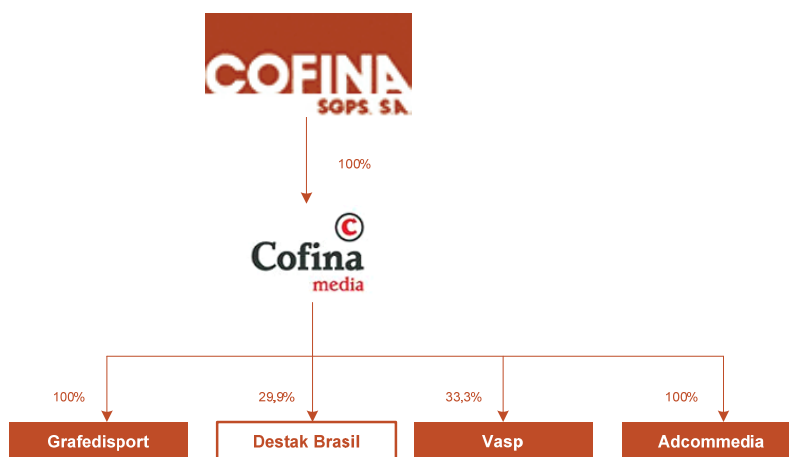 COFINA
SGPS. S.A.
100%
C
Cofina
media
100%
29,9%
33,3%
100%
Grafedisport
Destak Brasil
Vasp
Adcommedia